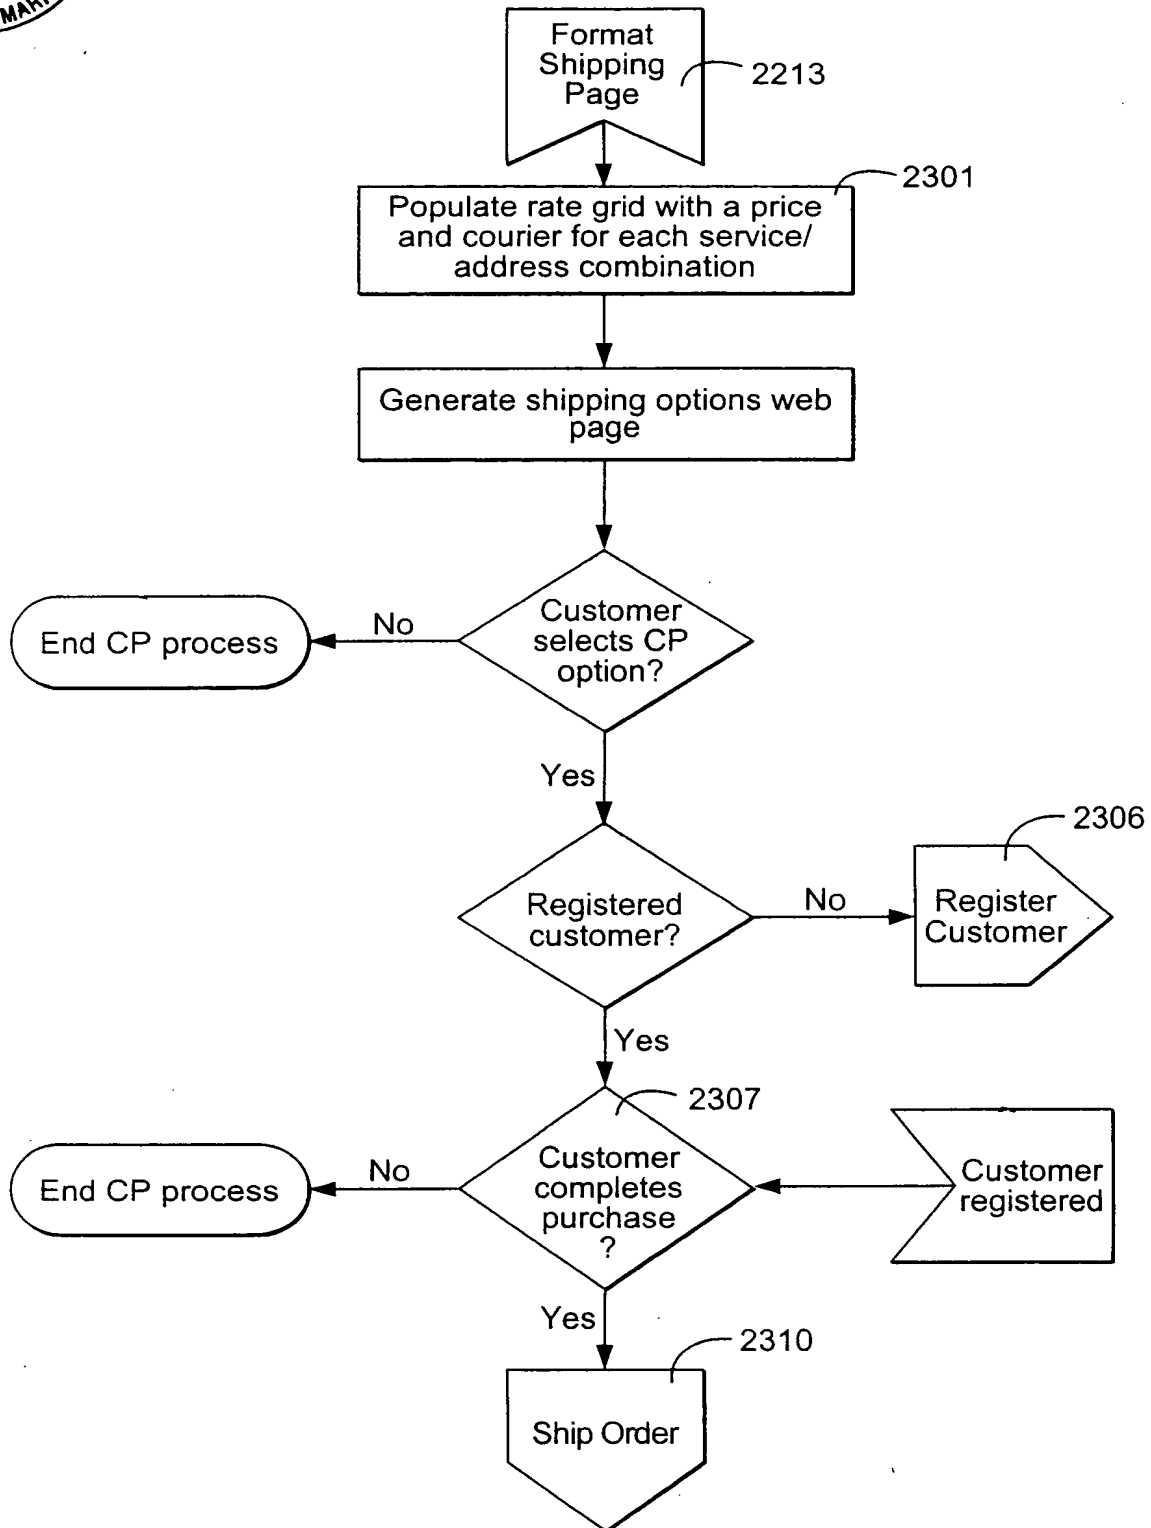 MAR
Format
Shipping
Page
2213
2301
Populate rate grid with a price
and courier for each service/
address combination
Generate shipping options web
page
Customer
selects CP
option?
No
End CP process
Yes
2306
Registered
customer?
No
Register
Customer
Yes
2307
Customer
completes
purchase
?
No
End CP process
Customer
registered
Yes
2310
Ship Order